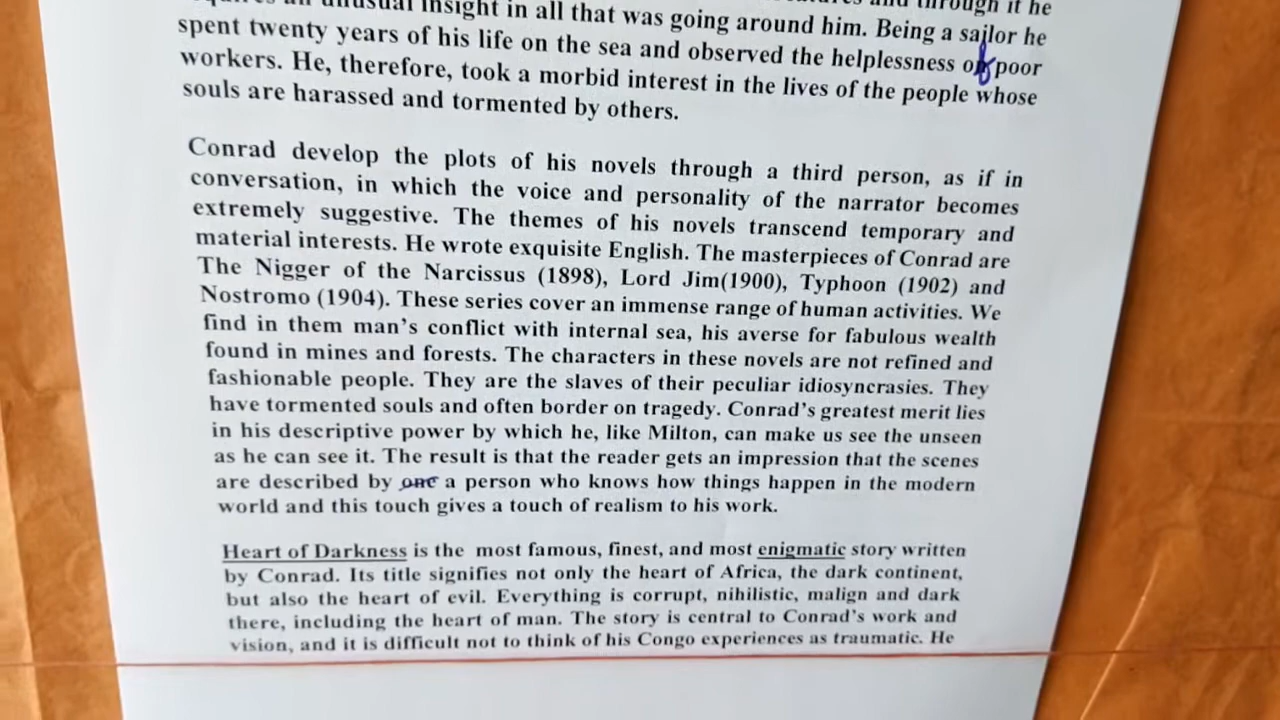 an unusual insight in all that was going around him. Being a sailor he
spent twenty years of his life on the sea and observed the helplessness of poor
workers. He, therefore, took a morbid interest in the lives of the people whose
souls are harassed and tormented by others.
Conrad develop the plots of his novels through a third person, as if in
conversation, in which the voice and personality of the narrator becomes
extremely suggestive. The themes of his novels transcend temporary and
material interests. He wrote exquisite English. The masterpieces of Conrad are
The Nigger of the Narcissus (1898), Lord Jim(1900), Typhoon (1902) and
Nostromo (1904). These series cover an immense range of human activities. We
find in them man's conflict with internal sea, his averse for fabulous wealth
found in mines and forests. The characters in these novels are not refined and
fashionable people. They are the slaves of their peculiar idiosyncrasies. They
have tormented souls and often border on tragedy. Conrad's greatest merit lies
in his descriptive power by which he, like Milton, can make us see the unseen
as he can see it. The result is that the reader gets an impression that the scenes
are described by one a person who knows how things happen in the modern
world and this touch gives a touch of realism to his work.
Heart of Darkness is the most famous, finest, and most enigmatic story written
by Conrad. Its title signifies not only the heart of Africa, the dark continent,
but also the heart of evil. Everything is corrupt, nihilistic, malign and dark
there, including the heart of man. The story is central to Conrad's work and
vision, and it is difficult not to think of his Congo experiences as traumatic. He